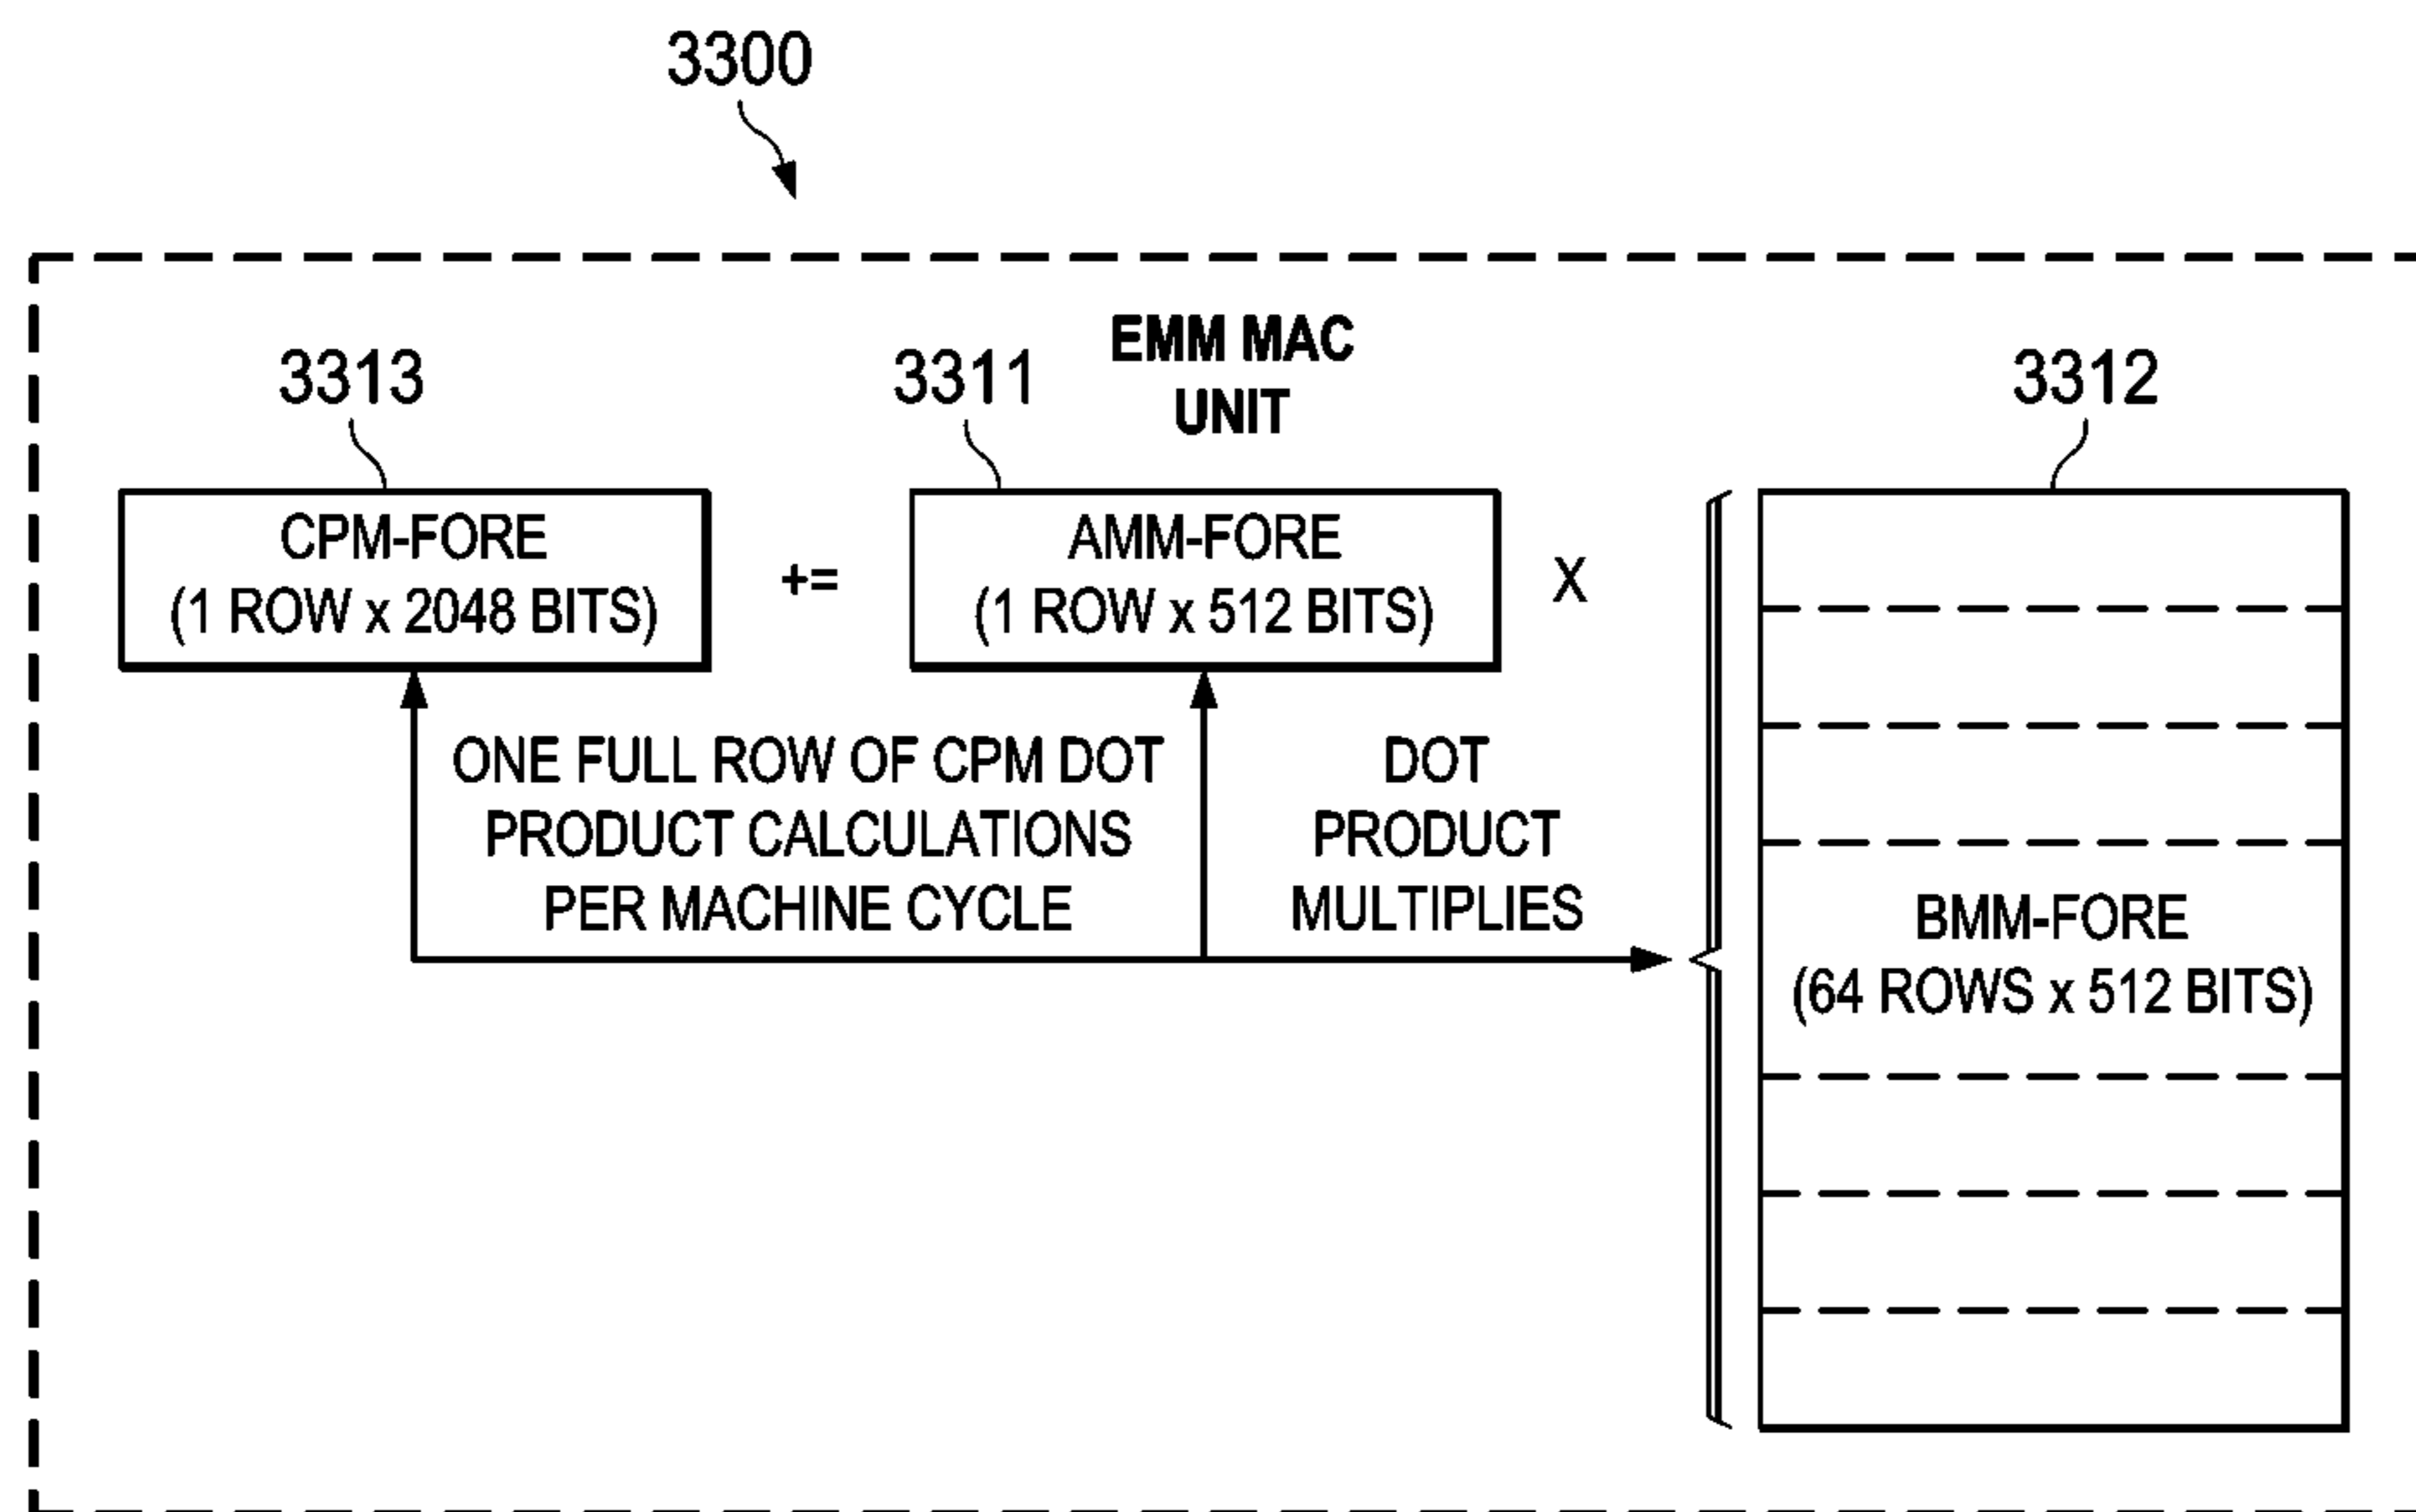 3300
EMM MAC
UNIT
3313
3311
3312
CPM-FORE
(1 ROW x 2048 BITS)
+=
AMM-FORE
(1 ROW x 512 BITS)
X
ONE FULL ROW OF CPM DOT
PRODUCT CALCULATIONS
PER MACHINE CYCLE
DOT
PRODUCT
MULTIPLIES
BMM-FORE
(64 ROWS x 512 BITS)